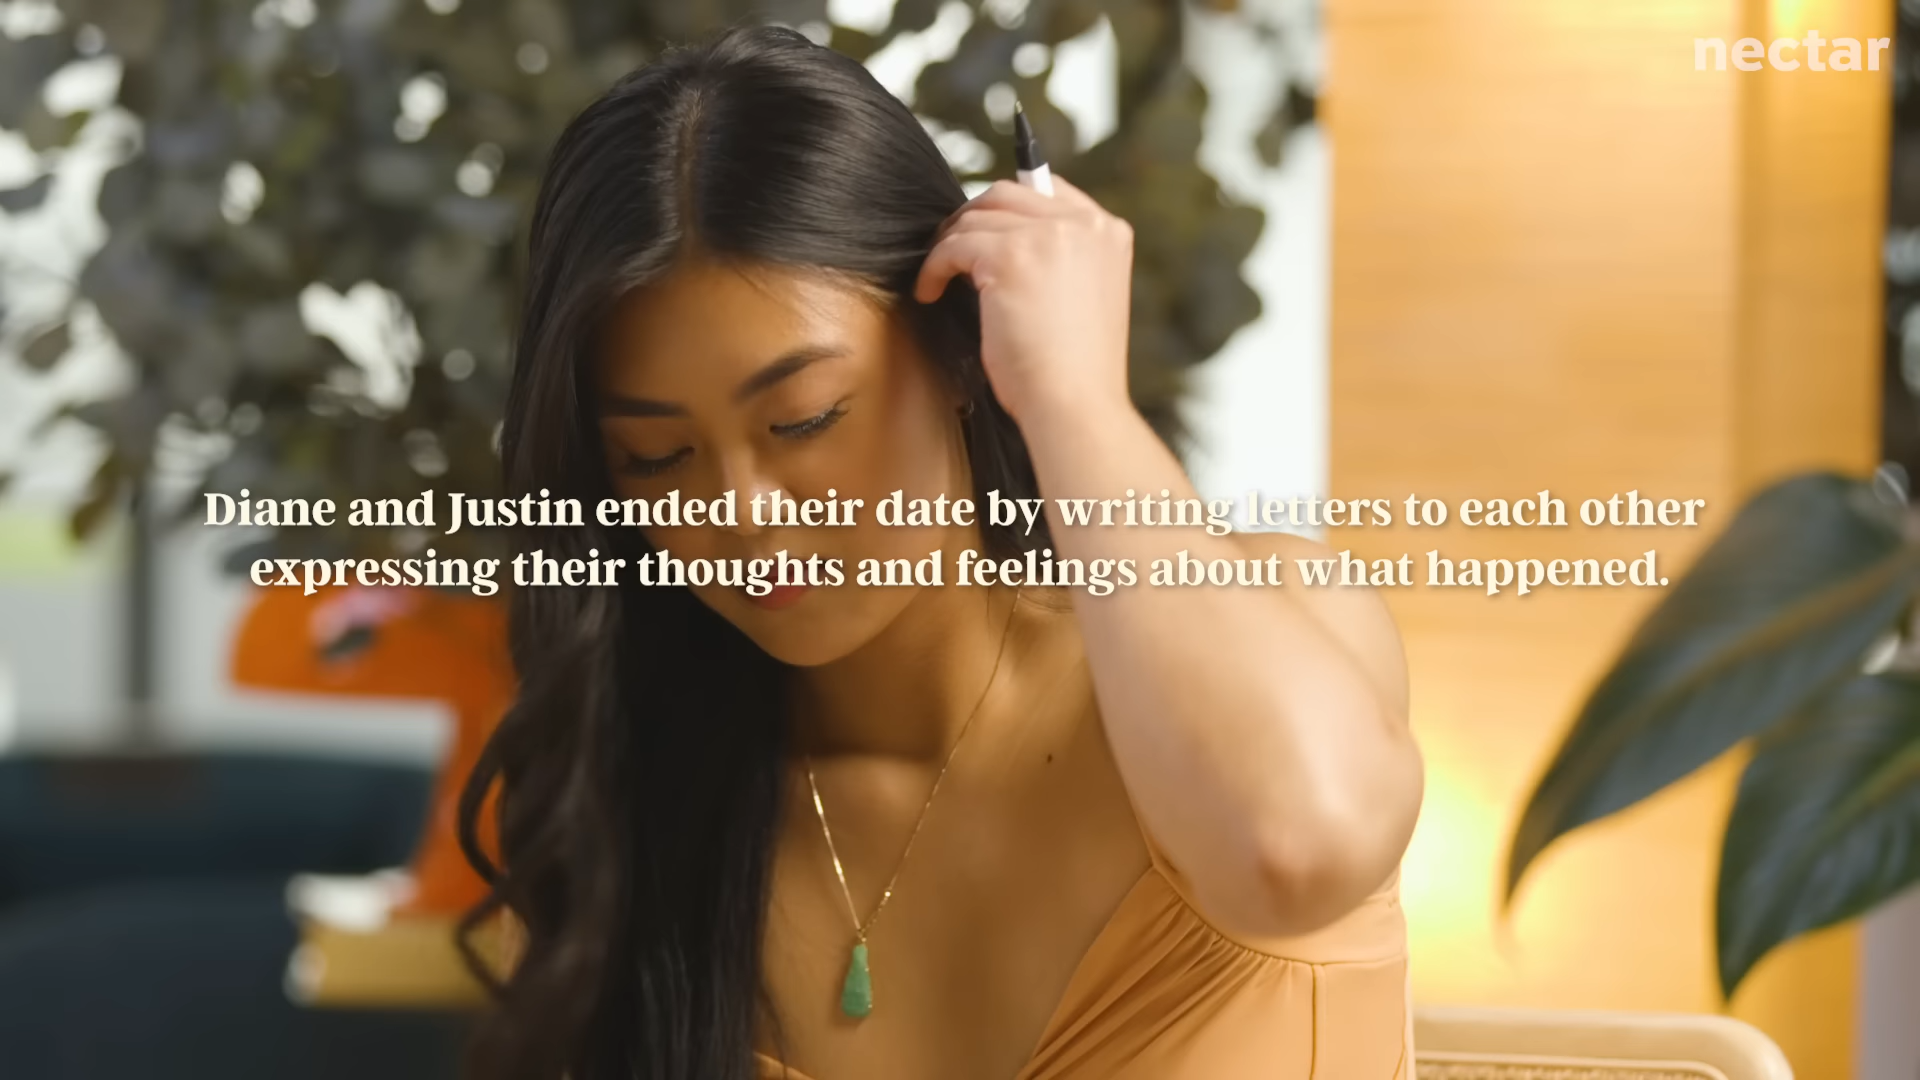 nectar
Diane and Justin ended their date by writing letters to each other
expressing their thoughts and feelings about what happened.